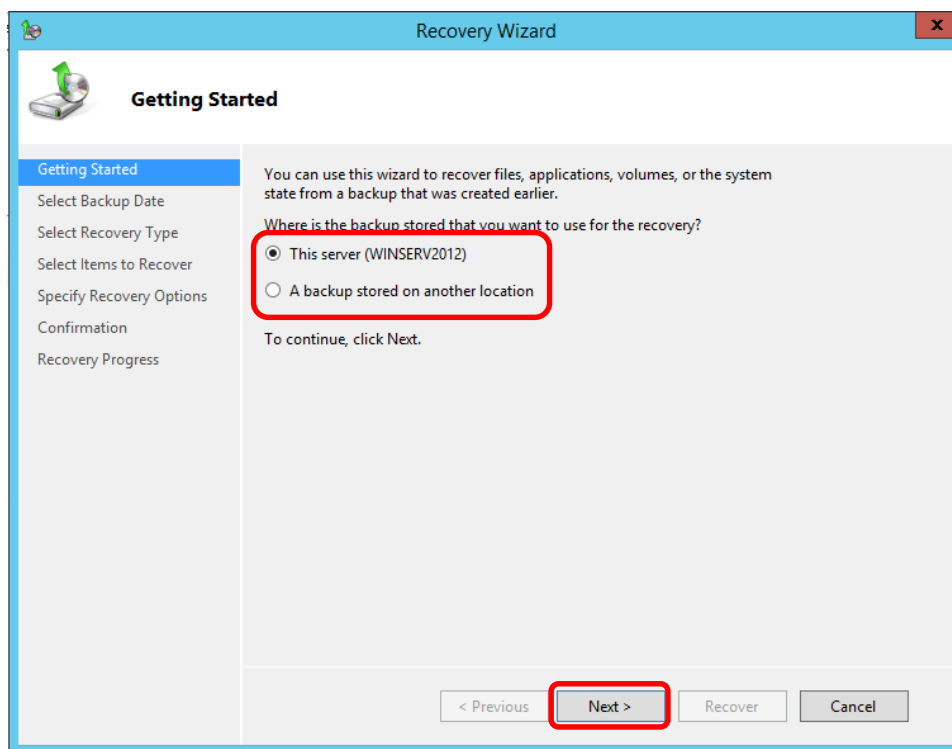 Recovery Wizard
x
Getting Started
Getting Started
Select Backup Date
Select Recovery Type
Select Items to Recover
Specify Recovery Options
Confirmation
Recovery Progress
You can use this wizard to recover files, applications, volumes, or the system
state from a backup that was created earlier.
Where is the backup stored that you want to use for the recovery?
This server (WINSERV2012)
A backup stored on another location
To continue, click Next.
< Previous
Next >
Recover
Cancel